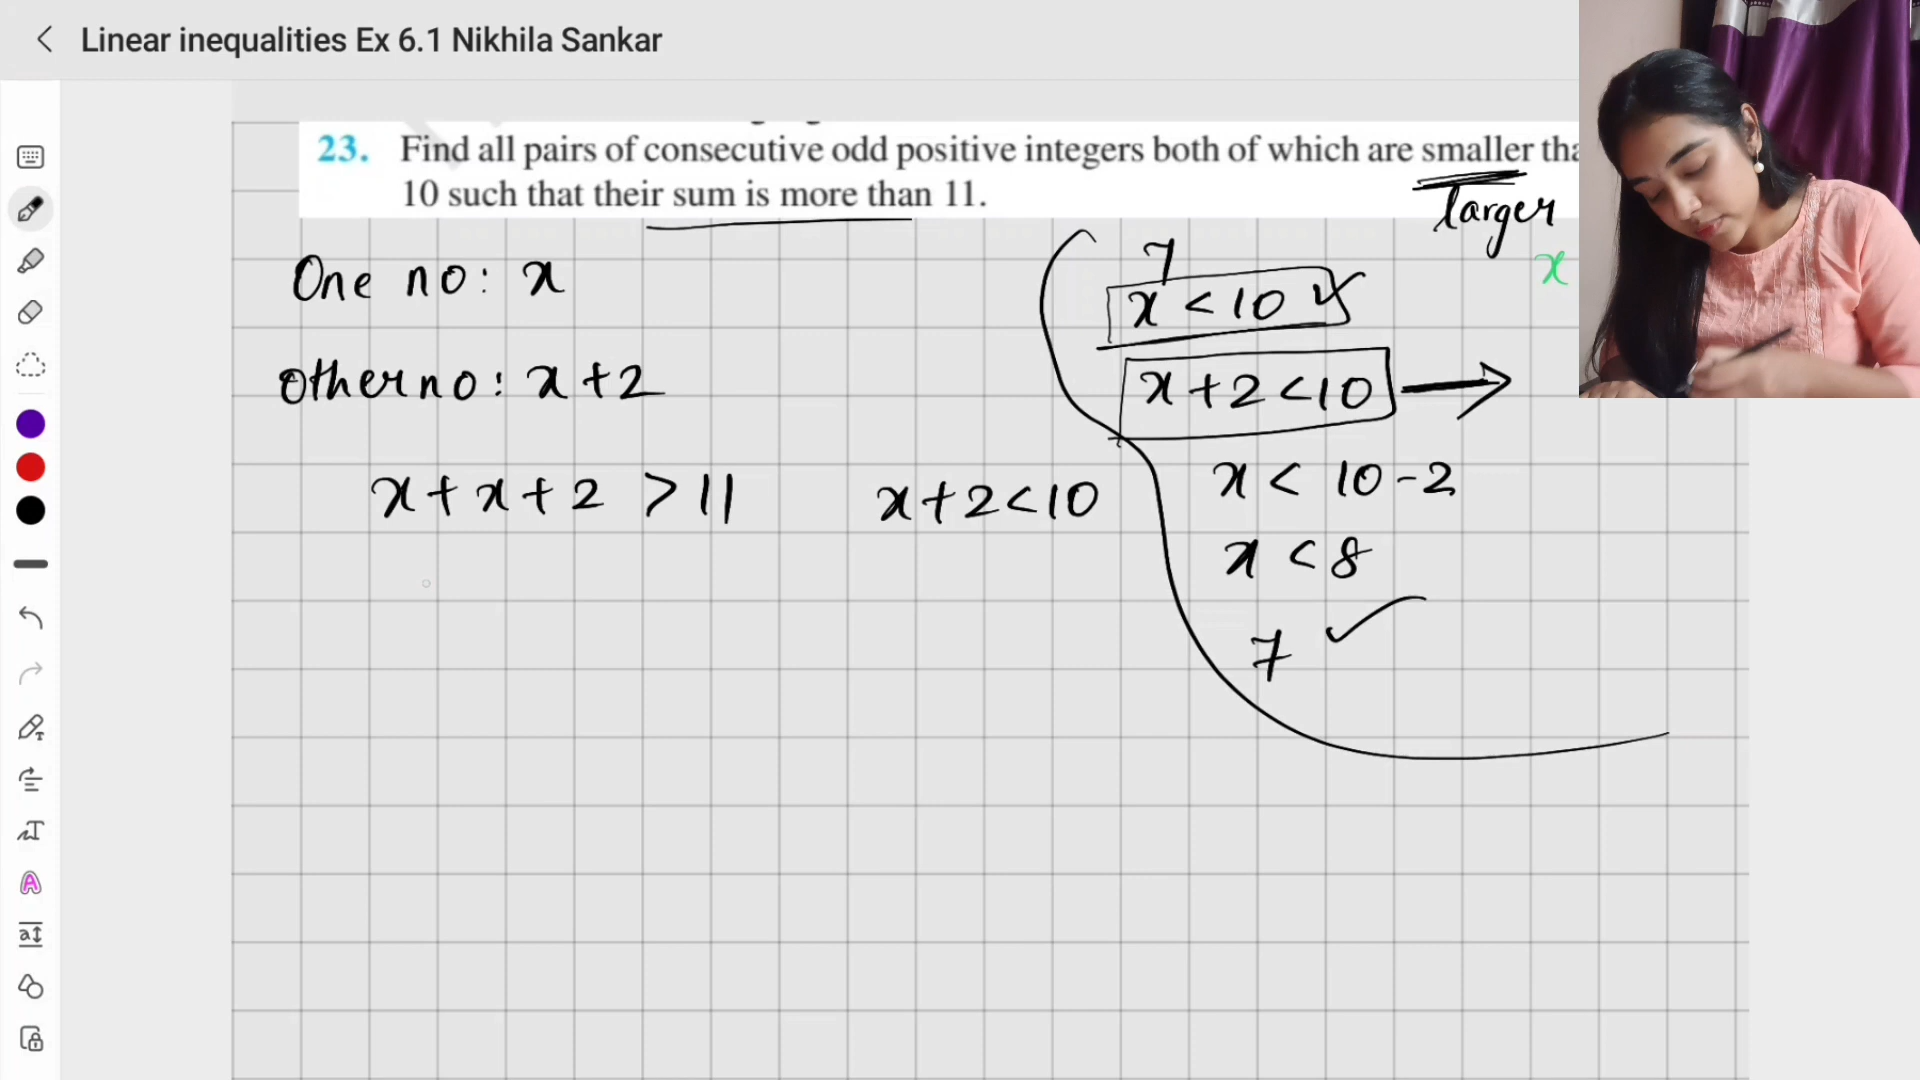 Linear inequalities Ex 6.1 Nikhila Sankar
23. Find all pairs of consecutive odd positive integers both of which are smaller tha
10 such that their sum is more than 11.
larger
x
One no: x
Other no: x+2
x+x+2 >11
x+2<10
7
x<10 ✓
x+2<10 →
x< 10-2
x<8
7 ✓